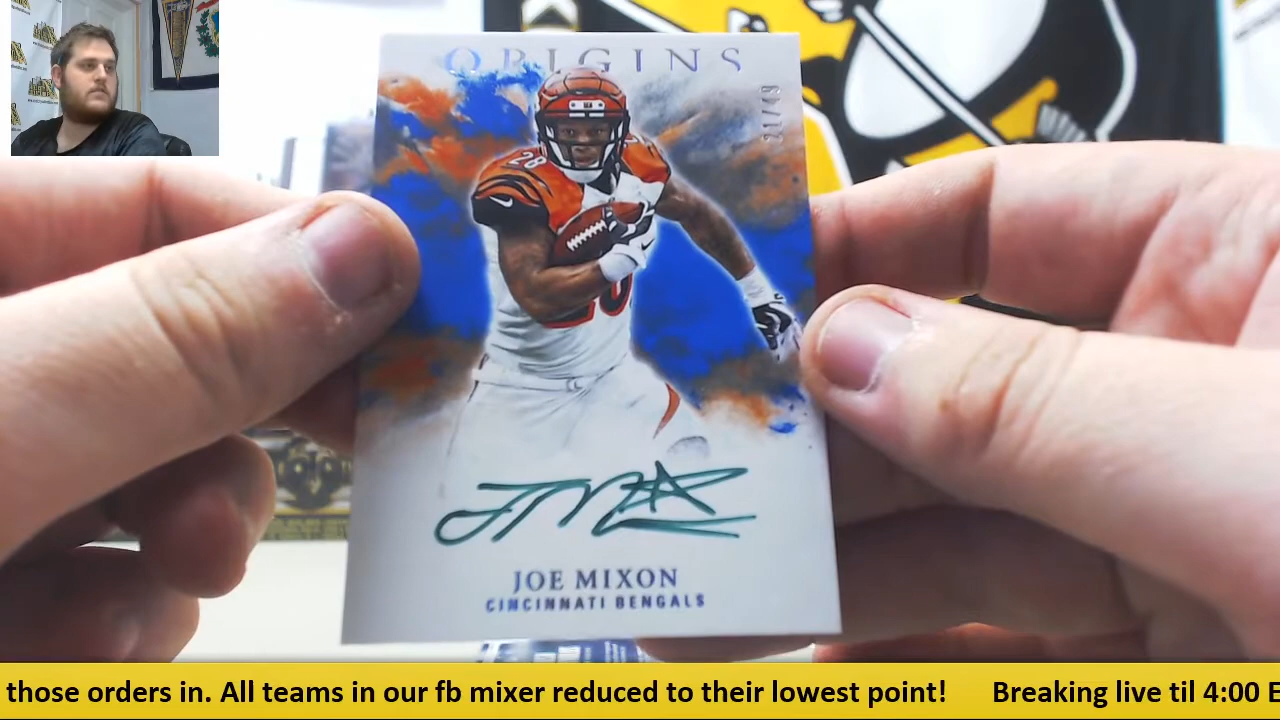 ORIGINS
21/49
28
JOE MIXON
CINCINNATI BENGALS
those orders in. All teams in our fb mixer reduced to their lowest point! Breaking live til 4:00 E